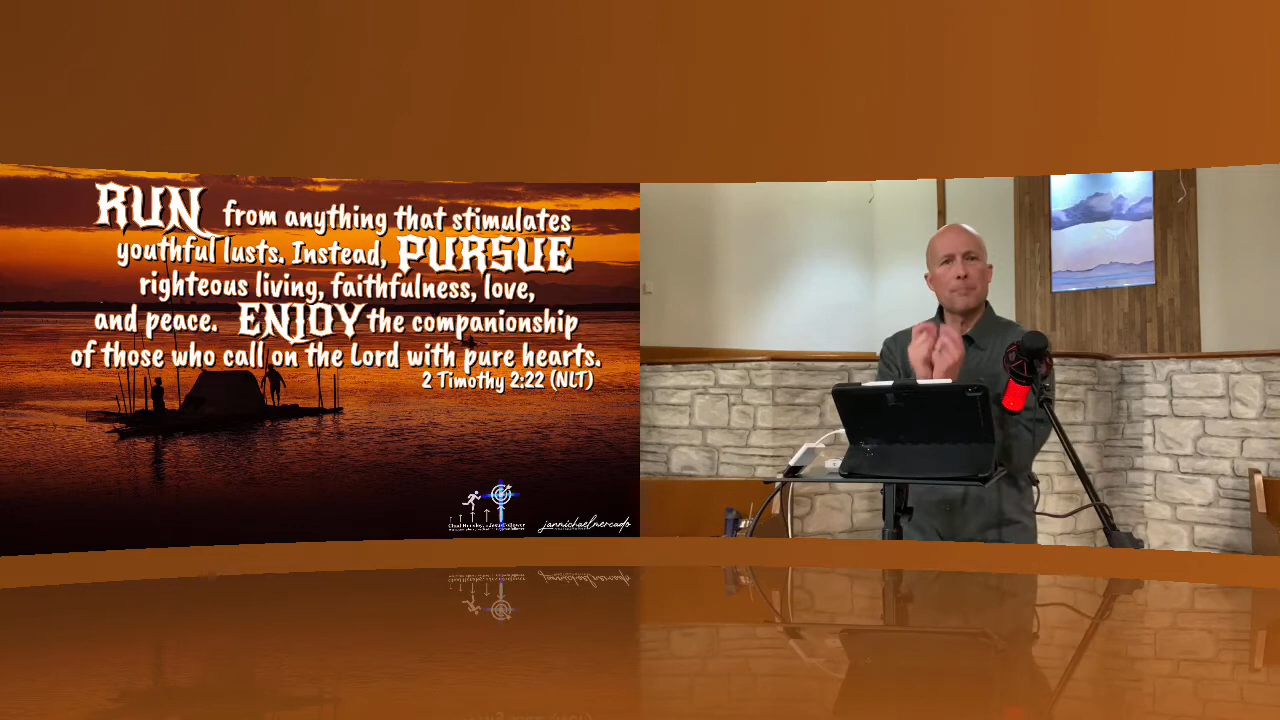 RUN from anything that stimulates
youthful lusts. Instead, PURSUE
righteous living, faithfulness, love,
and peace. ENJOY the companionship
of those who call on the Lord with pure hearts.
2 Timothy 2:22 (NLT)
janmichaelmercado